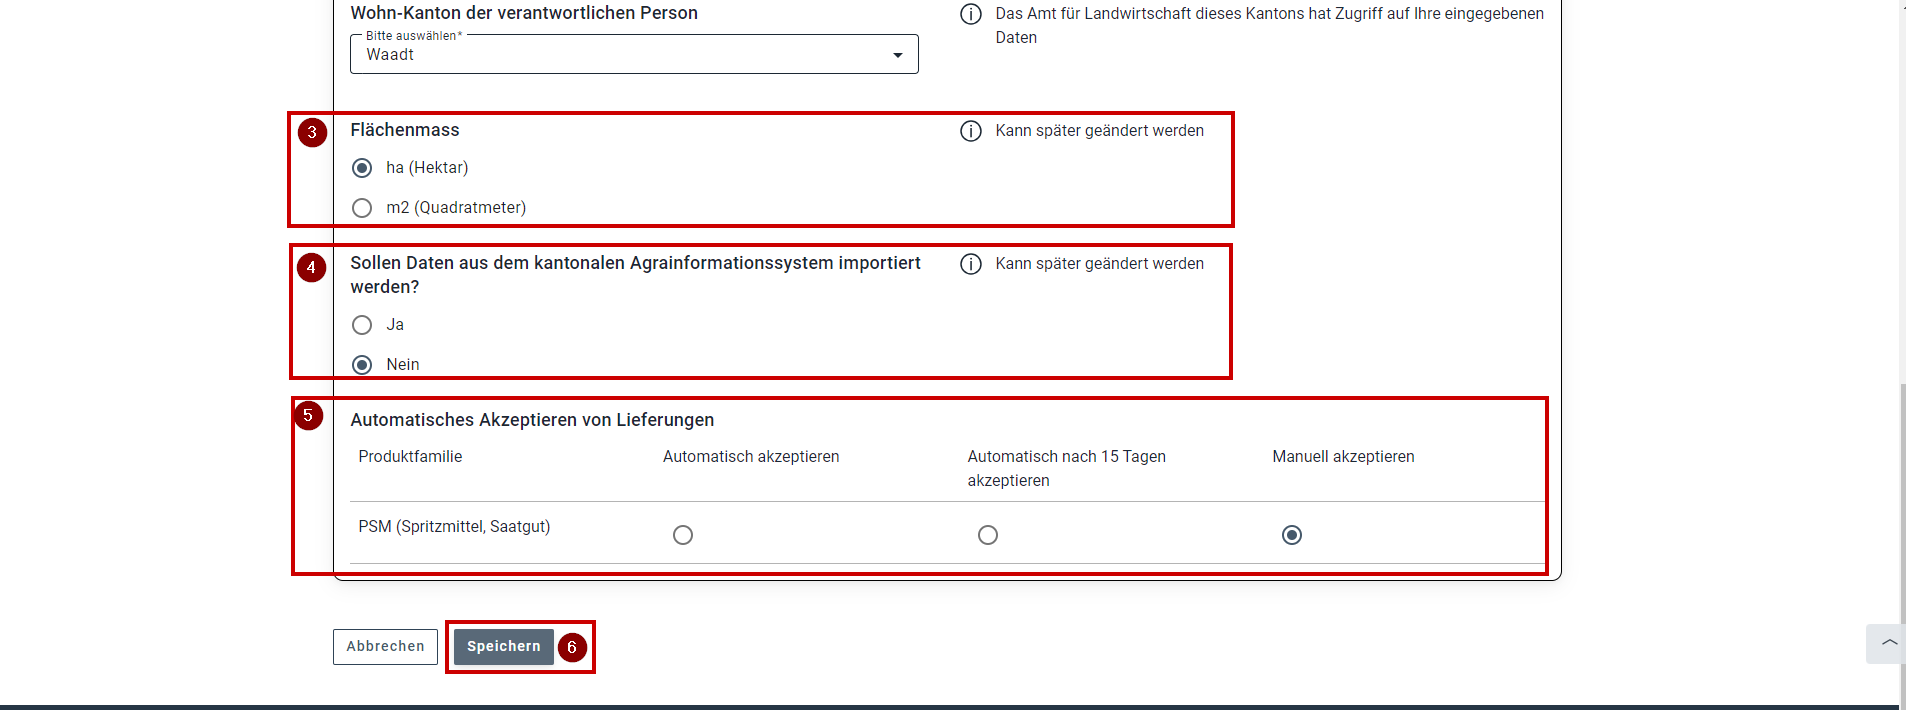 Wohn-Kanton der verantwortlichen Person
Das Amt für Landwirtschaft dieses Kantons hat Zugriff auf Ihre eingegebenen
Daten
Bitte auswählen*
Waadt
3
Flächenmass
Kann später geändert werden
ha (Hektar)
m2 (Quadratmeter)
4
Sollen Daten aus dem kantonalen Agrainformationssystem importiert
werden?
Kann später geändert werden
Ja
Nein
5
Automatisches Akzeptieren von Lieferungen
Produktfamilie
Automatisch akzeptieren
Automatisch nach 15 Tagen
akzeptieren
Manuell akzeptieren
PSM (Spritzmittel, Saatgut)
Abbrechen
Speichern
6